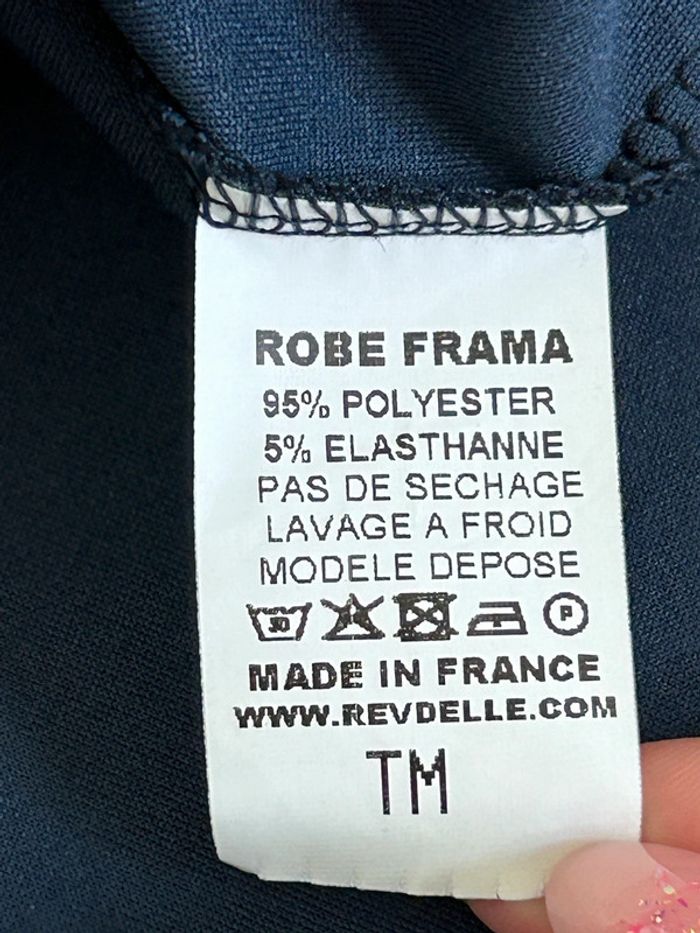 ROBE FRAMA
95% POLYESTER
5% ELASTHANNE
PAS DE SECHAGE
LAVAGE A FROID
MODELE DEPOSE
30 P
MADE IN FRANCE
WWW.REVDELLE.COM
TM